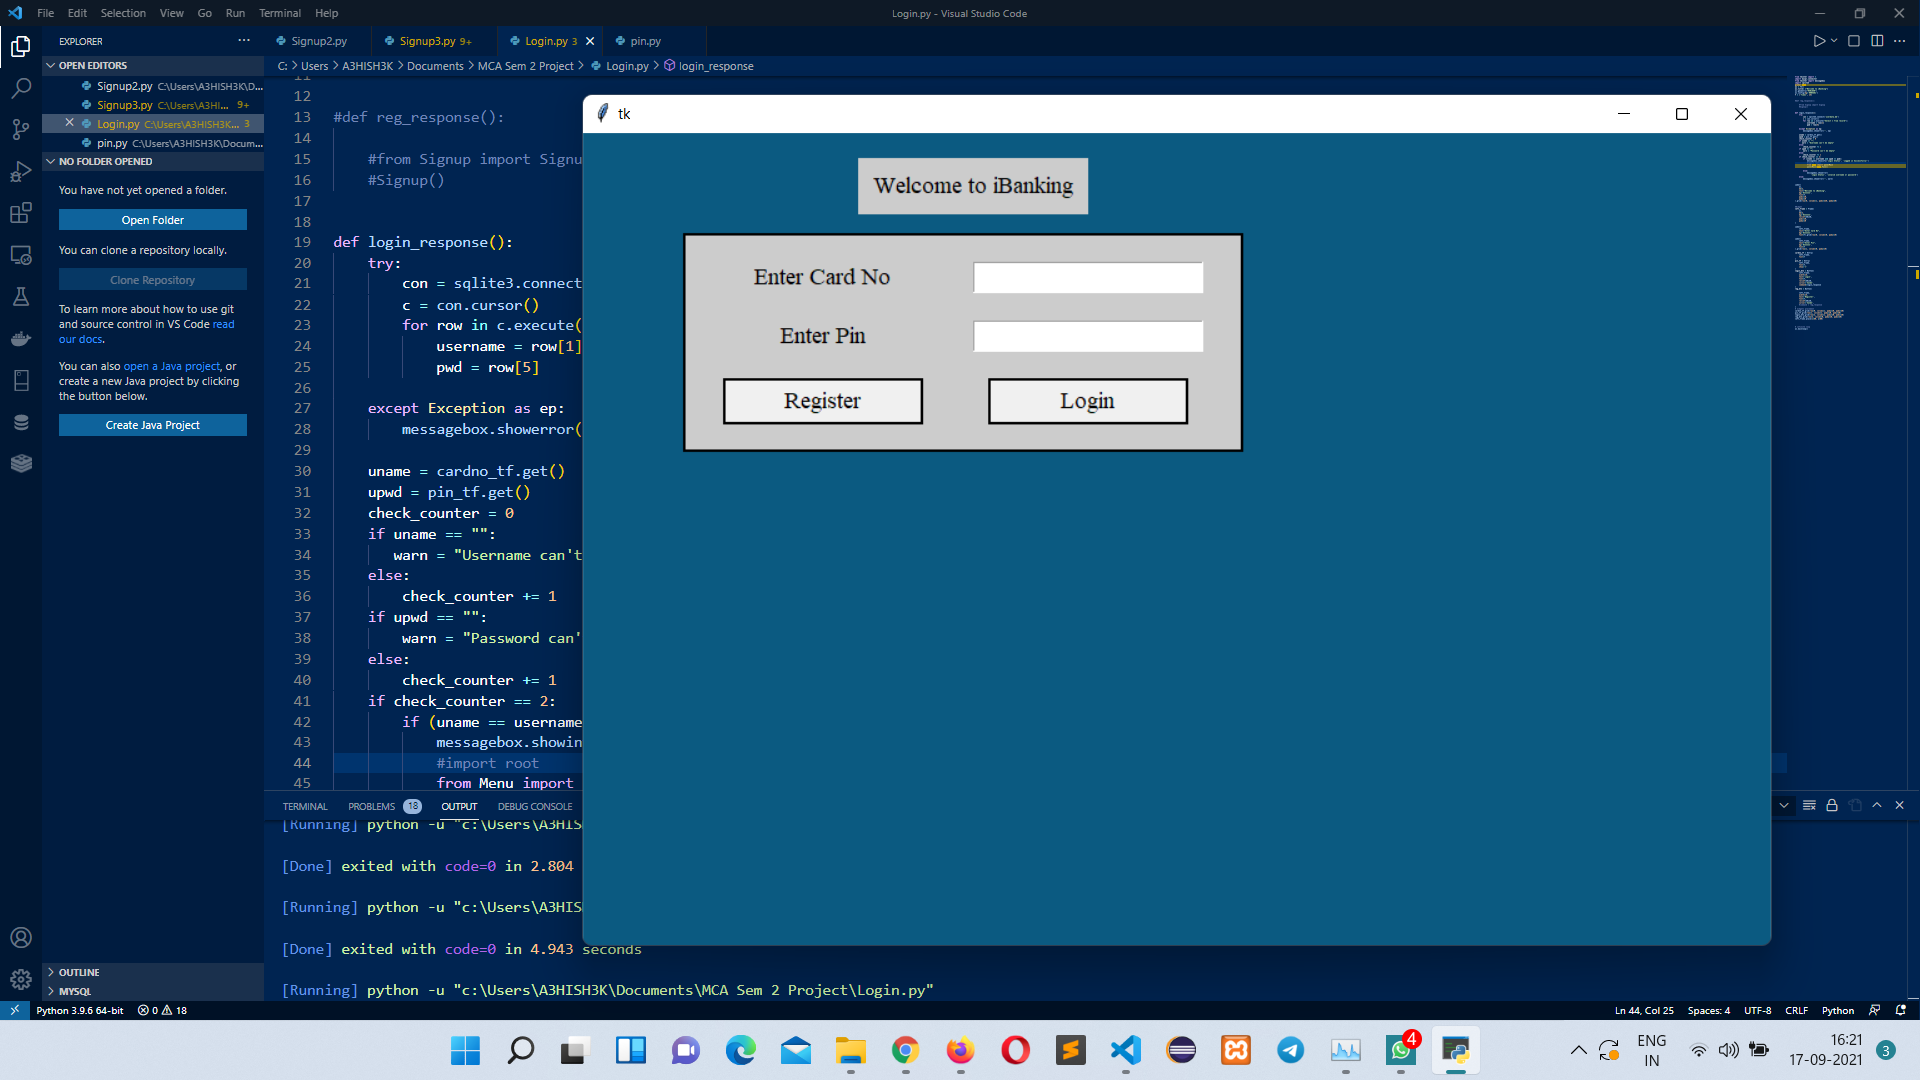 File Edit Selection View Go Run Terminal Help
Login.py - Visual Studio Code
EXPLORER
OPEN EDITORS
Signup2.py C:\Users\A3HISH3K\D...
Signup3.py C:\Users\A3HI... 9+
Login.py C:\Users\A3HISH3K... 3
pin.py C:\Users\A3HISH3K\Docum...
NO FOLDER OPENED
You have not yet opened a folder.
Open Folder
You can clone a repository locally.
Clone Repository
To learn more about how to use git
and source control in VS Code read
our docs.
You can also open a Java project, or
create a new Java project by clicking
the button below.
Create Java Project
OUTLINE
MYSQL
Signup2.py Signup3.py 9+ Login.py 3 pin.py
C: > Users > A3HISH3K > Documents > MCA Sem 2 Project > Login.py > login_response
11
12
13 #def reg_response():
14
15 #from Signup import Signu
16 #Signup()
17
18
19 def login_response():
20 try:
21 con = sqlite3.connect
22 c = con.cursor()
23 for row in c.execute(
24 username = row[1]
25 pwd = row[5]
26
27 except Exception as ep:
28 messagebox.showerror(
29
30 uname = cardno_tf.get()
31 upwd = pin_tf.get()
32 check_counter = 0
33 if uname == "":
34 warn = "Username can't
35 else:
36 check_counter += 1
37 if upwd == "":
38 warn = "Password can'
39 else:
40 check_counter += 1
41 if check_counter == 2:
42 if (uname == username
43 messagebox.showin
44 #import root
45 from Menu import
tk
Welcome to iBanking
Enter Card No
Enter Pin
Register Login
TERMINAL PROBLEMS 18 OUTPUT DEBUG CONSOLE
[Running] python -u "c:\Users\A3HIS
[Done] exited with code=0 in 2.804
[Running] python -u "c:\Users\A3HIS
[Done] exited with code=0 in 4.943 seconds
[Running] python -u "c:\Users\A3HISH3K\Documents\MCA Sem 2 Project\Login.py"
Python 3.9.6 64-bit 0 18
Ln 44, Col 25 Spaces: 4 UTF-8 CRLF Python
4
ENG
IN
16:21
17-09-2021
3